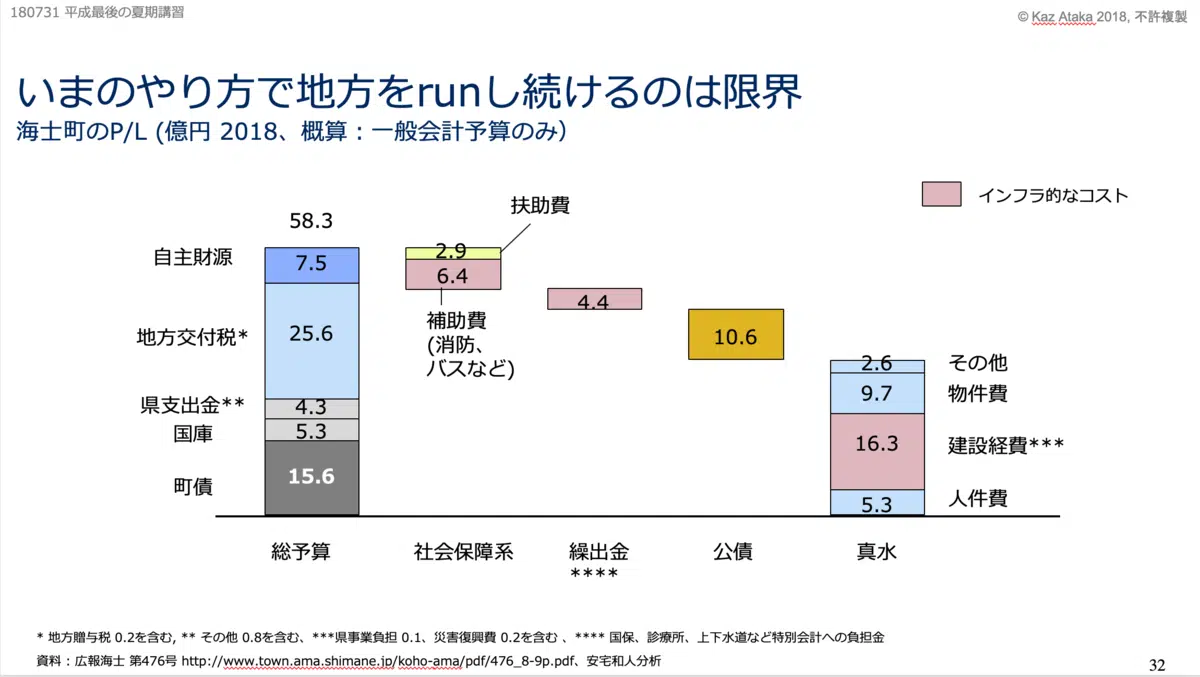 180731 平成最後の夏期講習
© Kaz Ataka 2018, 不許複製
いまのやり方で地方をrunし続けるのは限界
海士町のP/L (億円 2018、概算：一般会計予算のみ）
インフラ的なコスト
58.3
自主財源
7.5
地方交付税*
25.6
県支出金**
4.3
国庫
5.3
町債
15.6
扶助費
2.9
6.4
補助費
(消防、
バスなど)
4.4
10.6
2.6
その他
9.7
物件費
16.3
建設経費***
5.3
人件費
総予算
社会保障系
繰出金
****
公債
真水
* 地方贈与税 0.2を含む, ** その他 0.8を含む、***県事業負担 0.1、災害復興費 0.2を含む 、**** 国保、診療所、上下水道など特別会計への負担金
資料：広報海士 第476号 http://www.town.ama.shimane.jp/koho-ama/pdf/476_8-9p.pdf、安宅和人分析
32